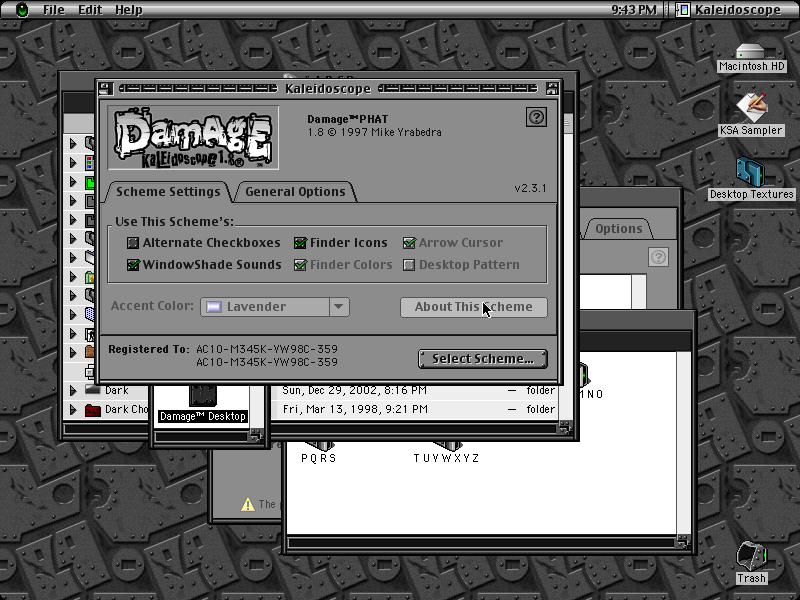 File Edit Help
9:43 PM
Kaleidoscope
Macintosh HD
KSA Sampler
Desktop Textures
Trash
Kaleidoscope
Damage
Kaleidoscope 1.8®
Damage™PHAT
1.8 © 1997 Mike Yrabedra
v2.3.1
Scheme Settings
General Options
Use This Scheme's:
Alternate Checkboxes
Finder Icons
Arrow Cursor
WindowShade Sounds
Finder Colors
Desktop Pattern
Accent Color:
Lavender
About This Scheme
Registered To:
AC10-M345K-YW98C-359
AC10-M345K-YW98C-359
Select Scheme...
Options
Dark
Sun, Dec 29, 2002, 8:16 PM
— folder
Dark Cho
Fri, Mar 13, 1998, 9:21 PM
— folder
Damage™ Desktop
PQRS
TUVWXYZ
The